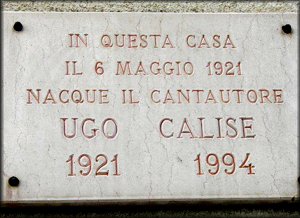 IN QUESTA CASA
IL 6 MAGGIO 1921
NACQUE IL CANTAUTORE
UGO CALISE
1921 1994